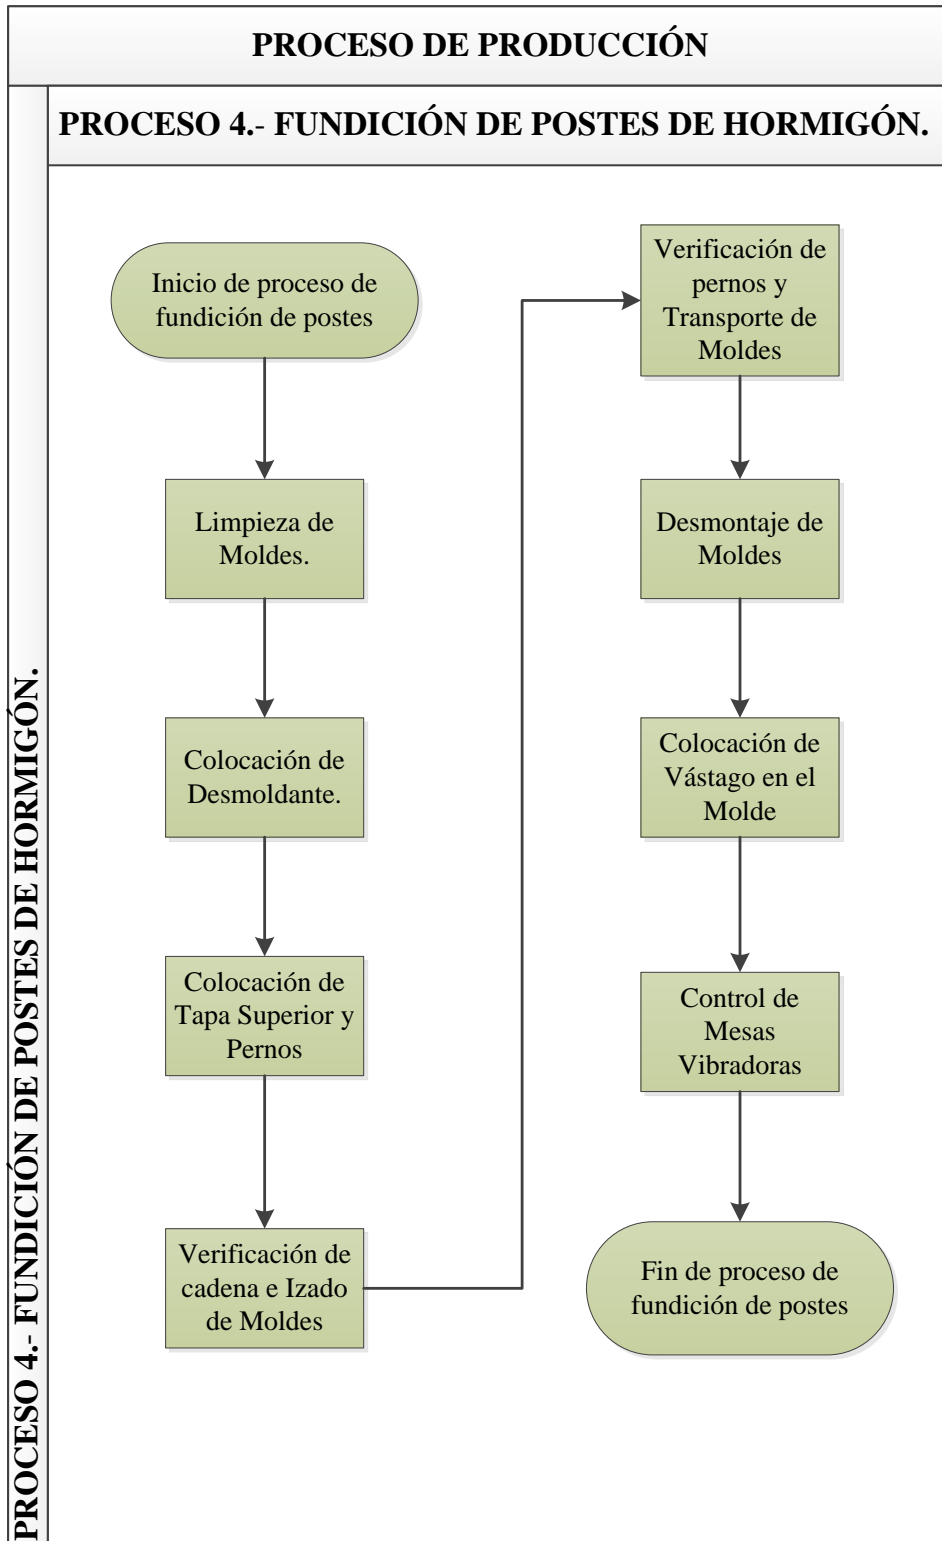 PROCESO DE PRODUCCIÓN
PROCESO 4.- FUNDICIÓN DE POSTES DE HORMIGÓN.
PROCESO 4.- FUNDICIÓN DE POSTES DE HORMIGÓN.
Inicio de proceso de
fundición de postes
Limpieza de
Moldes.
Colocación de
Desmoldante.
Colocación de
Tapa Superior y
Pernos
Verificación de
cadena e Izado
de Moldes
Verificación de
pernos y
Transporte de
Moldes
Desmontaje de
Moldes
Colocación de
Vástago en el
Molde
Control de
Mesas
Vibradoras
Fin de proceso de
fundición de postes